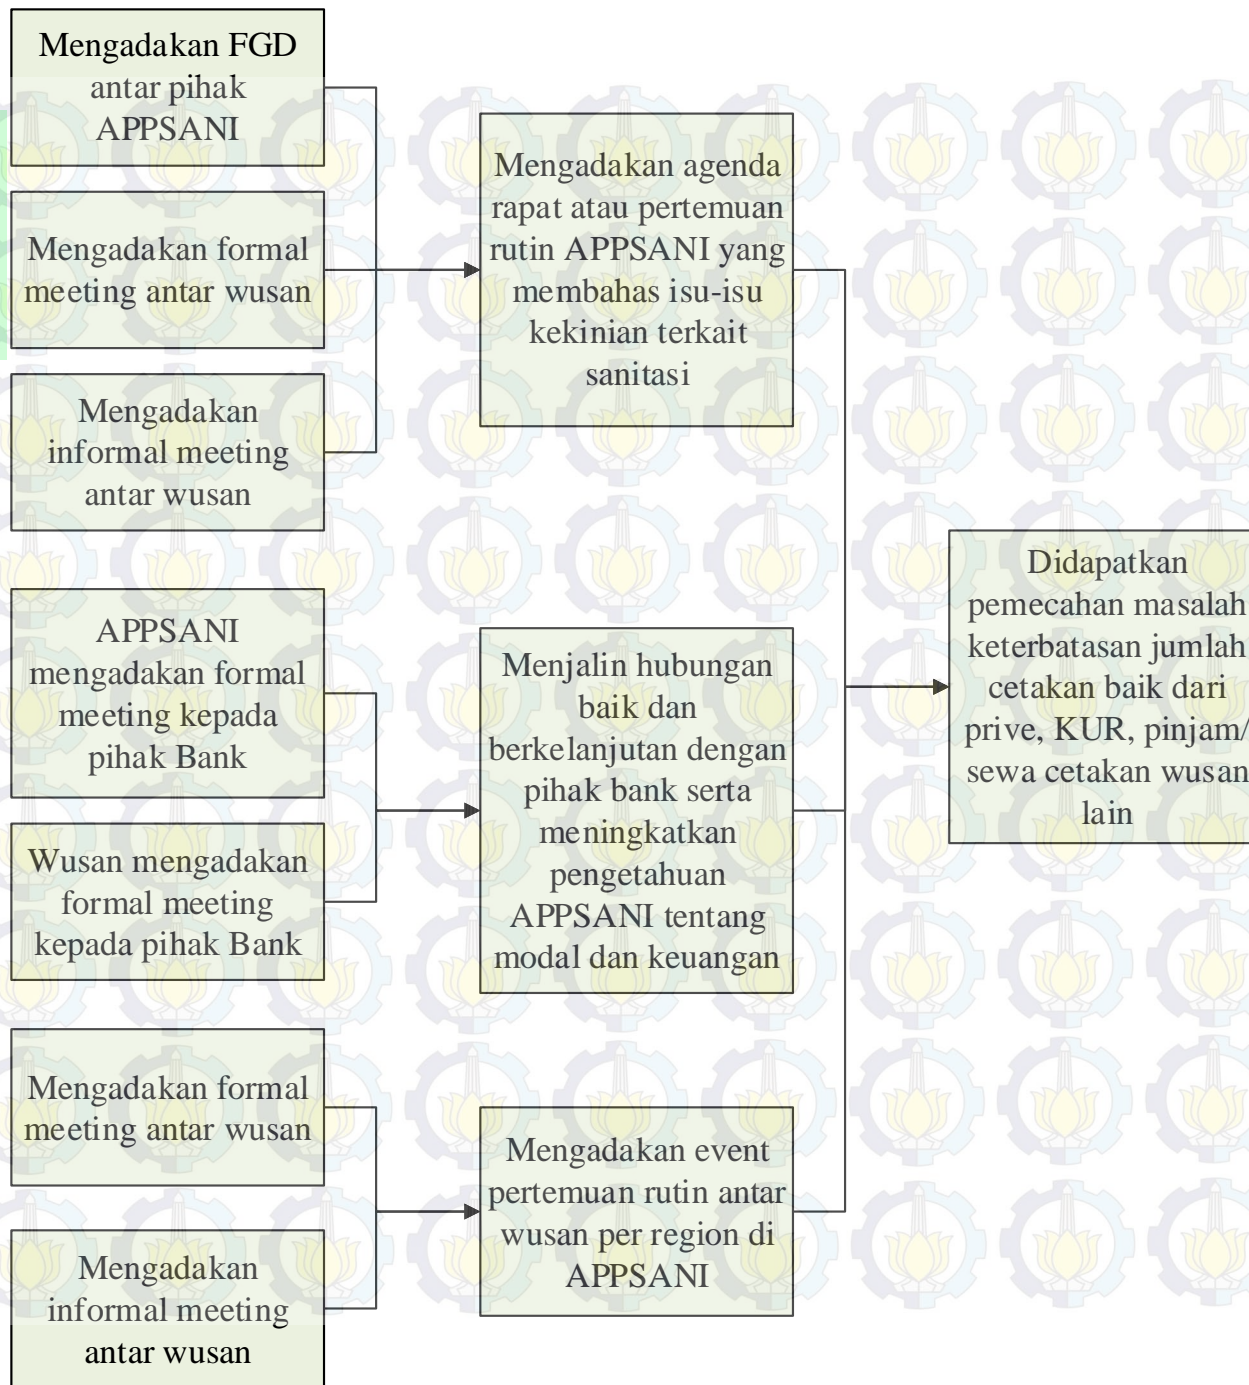 Mengadakan FGD
antar pihak
APPSANI
Mengadakan formal
meeting antar wusan
Mengadakan
informal meeting
antar wusan
Mengadakan agenda
rapat atau pertemuan
rutin APPSANI yang
membahas isu-isu
kekinian terkait
sanitasi
APPSANI
mengadakan formal
meeting kepada
pihak Bank
Wusan mengadakan
formal meeting
kepada pihak Bank
Menjalin hubungan
baik dan
berkelanjutan dengan
pihak bank serta
meningkatkan
pengetahuan
APPSANI tentang
modal dan keuangan
Mengadakan formal
meeting antar wusan
Mengadakan
informal meeting
antar wusan
Mengadakan event
pertemuan rutin antar
wusan per region di
APPSANI
Didapatkan
pemecahan masalah
keterbatasan jumlah
cetakan baik dari
prive, KUR, pinjam/
sewa cetakan wusan
lain